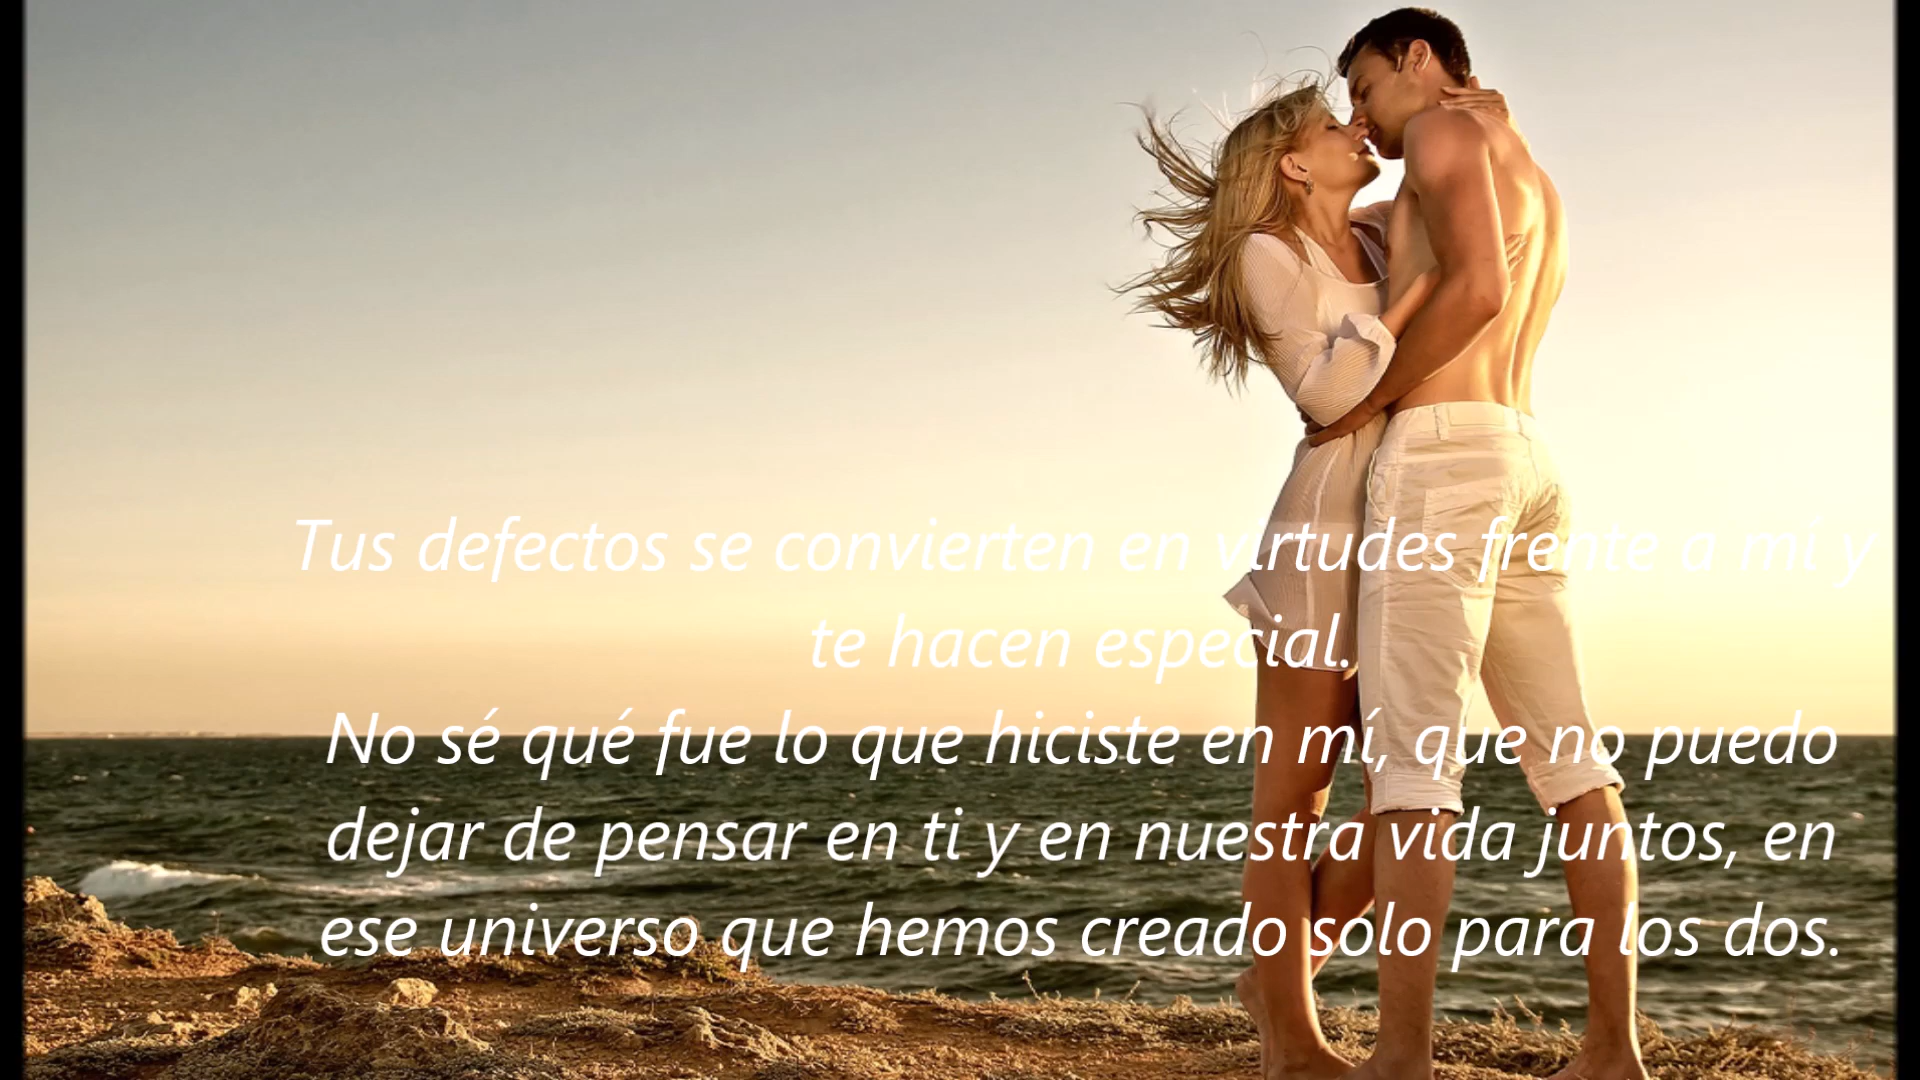 Tus defectos se convierten en virtudes frente a mí y
te hacen especial.
No sé qué fue lo que hiciste en mí, que no puedo
dejar de pensar en ti y en nuestra vida juntos, en
ese universo que hemos creado solo para los dos.